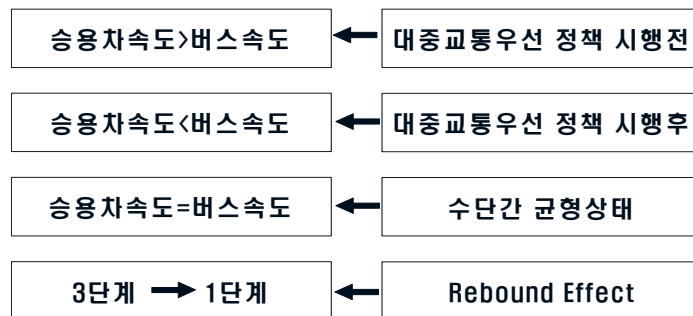 승용차속도>버스속도 대중교통우선 정책 시행전
승용차속도<버스속도 대중교통우선 정책 시행후
승용차속도=버스속도 수단간 균형상태
3단계 → 1단계 Rebound Effect